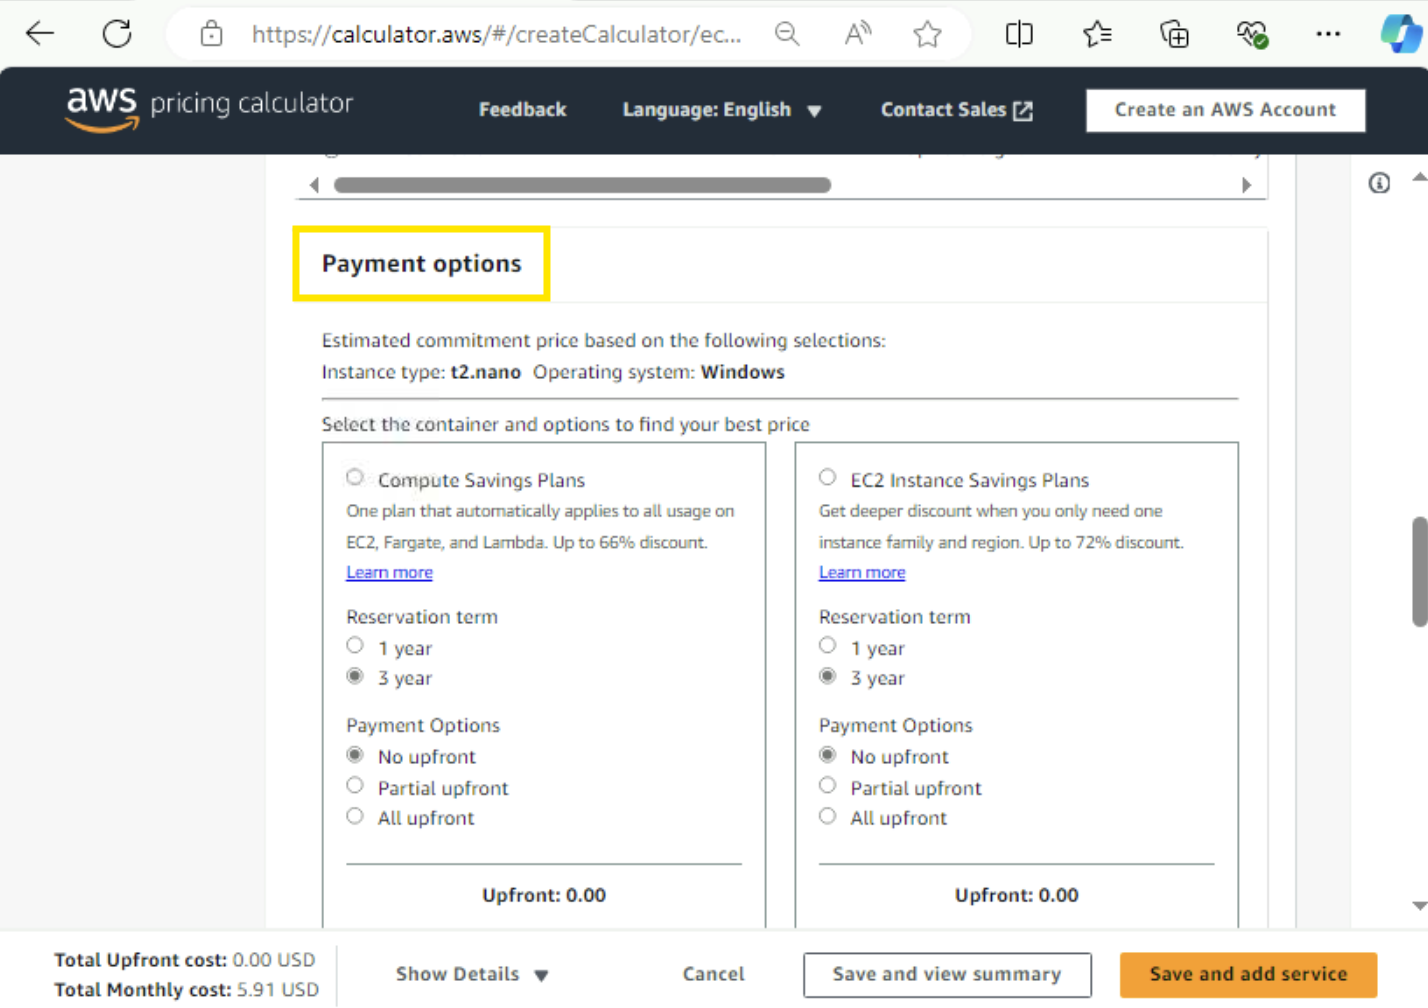 https://calculator.aws/#/createCalculator/ec...
aws pricing calculator
Feedback
Language: English
Contact Sales
Create an AWS Account
Payment options
Estimated commitment price based on the following selections:
Instance type: t2.nano Operating system: Windows
Select the container and options to find your best price
Compute Savings Plans
One plan that automatically applies to all usage on
EC2, Fargate, and Lambda. Up to 66% discount.
Learn more
Reservation term
1 year
3 year
Payment Options
No upfront
Partial upfront
All upfront
Upfront: 0.00
EC2 Instance Savings Plans
Get deeper discount when you only need one
instance family and region. Up to 72% discount.
Learn more
Reservation term
1 year
3 year
Payment Options
No upfront
Partial upfront
All upfront
Upfront: 0.00
Total Upfront cost: 0.00 USD
Total Monthly cost: 5.91 USD
Show Details
Cancel
Save and view summary
Save and add service